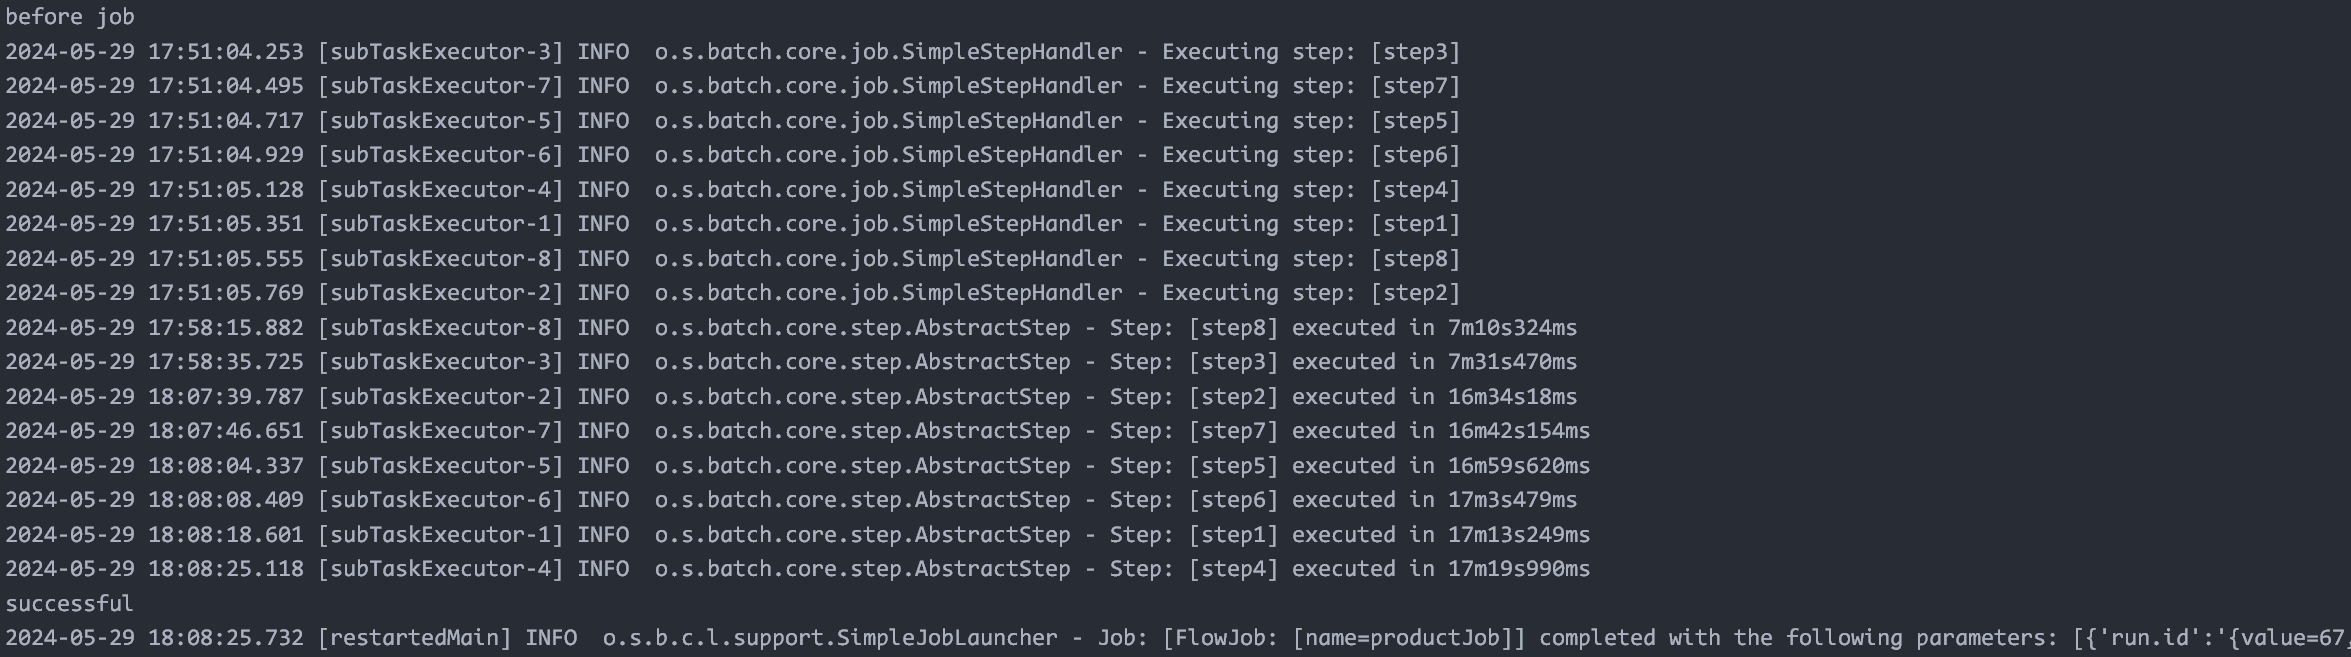 before job
2024-05-29 17:51:04.253 [subTaskExecutor-3] INFO  o.s.batch.core.job.SimpleStepHandler - Executing step: [step3]
2024-05-29 17:51:04.495 [subTaskExecutor-7] INFO  o.s.batch.core.job.SimpleStepHandler - Executing step: [step7]
2024-05-29 17:51:04.717 [subTaskExecutor-5] INFO  o.s.batch.core.job.SimpleStepHandler - Executing step: [step5]
2024-05-29 17:51:04.929 [subTaskExecutor-6] INFO  o.s.batch.core.job.SimpleStepHandler - Executing step: [step6]
2024-05-29 17:51:05.128 [subTaskExecutor-4] INFO  o.s.batch.core.job.SimpleStepHandler - Executing step: [step4]
2024-05-29 17:51:05.351 [subTaskExecutor-1] INFO  o.s.batch.core.job.SimpleStepHandler - Executing step: [step1]
2024-05-29 17:51:05.555 [subTaskExecutor-8] INFO  o.s.batch.core.job.SimpleStepHandler - Executing step: [step8]
2024-05-29 17:51:05.769 [subTaskExecutor-2] INFO  o.s.batch.core.job.SimpleStepHandler - Executing step: [step2]
2024-05-29 17:58:15.882 [subTaskExecutor-8] INFO  o.s.batch.core.step.AbstractStep - Step: [step8] executed in 7m10s324ms
2024-05-29 17:58:35.725 [subTaskExecutor-3] INFO  o.s.batch.core.step.AbstractStep - Step: [step3] executed in 7m31s470ms
2024-05-29 18:07:39.787 [subTaskExecutor-2] INFO  o.s.batch.core.step.AbstractStep - Step: [step2] executed in 16m34s18ms
2024-05-29 18:07:46.651 [subTaskExecutor-7] INFO  o.s.batch.core.step.AbstractStep - Step: [step7] executed in 16m42s154ms
2024-05-29 18:08:04.337 [subTaskExecutor-5] INFO  o.s.batch.core.step.AbstractStep - Step: [step5] executed in 16m59s620ms
2024-05-29 18:08:08.409 [subTaskExecutor-6] INFO  o.s.batch.core.step.AbstractStep - Step: [step6] executed in 17m3s479ms
2024-05-29 18:08:18.601 [subTaskExecutor-1] INFO  o.s.batch.core.step.AbstractStep - Step: [step1] executed in 17m13s249ms
2024-05-29 18:08:25.118 [subTaskExecutor-4] INFO  o.s.batch.core.step.AbstractStep - Step: [step4] executed in 17m19s990ms
successful
2024-05-29 18:08:25.732 [restartedMain] INFO  o.s.b.c.l.support.SimpleJobLauncher - Job: [FlowJob: [name=productJob]] completed with the following parameters: [{'run.id':'{value=67,